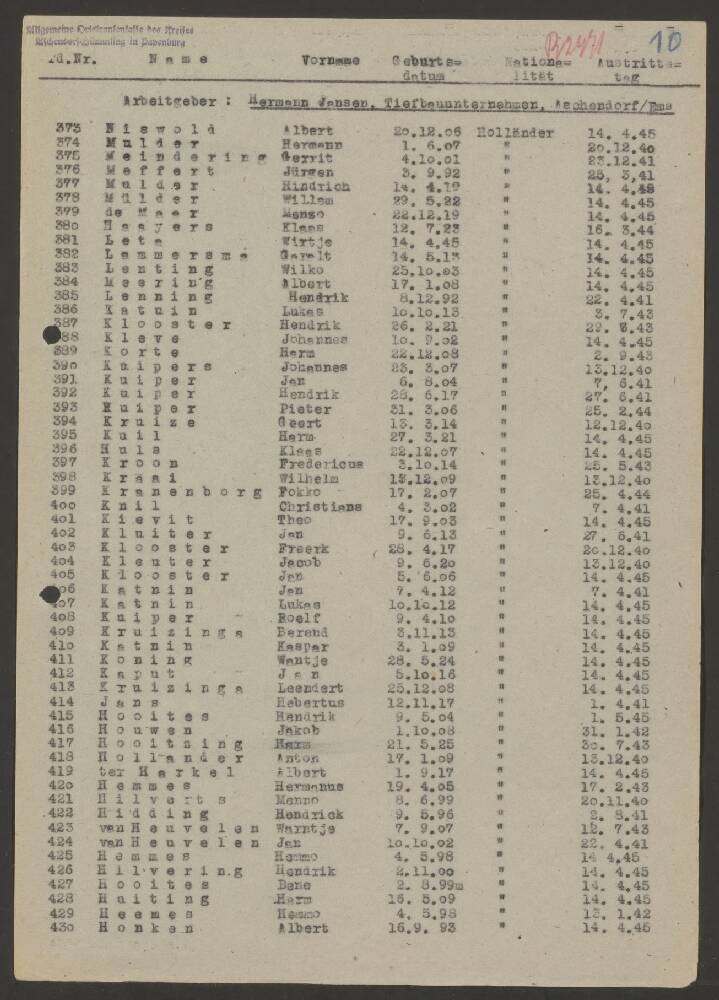 Allgemeine Ortskrankenkasse des Kreises
Aschendorf-Hümmling in Papenburg
10
Lfd.Nr. Name Vorname Geburts= Nationa= Austritts=
datum lität tag
Arbeitgeber : Hermann Jansen, Tiefbauunternehmen, Aschendorf/Ems
373 Niewold Albert 20.12.06 Holländer 14. 4.45
374 Mulder Hermann 1. 6.07 " 20.12.40
375 Meindering Gerrit 4.10.01 " 23.12.41
376 Meffert Jürgen 3. 9.92 " 25, 3,41
377 Mulder Hindrich 14. 4.19 " 14. 4.45
378 Mülder Willem 29. 5.22 " 14. 4.45
379 de Meer Menso 22.12.19 " 14. 4.45
380 Haayers Klaas 12. 7.23 " 16. 3.44
381 Leta Wirtje 14. 4.45 " 14. 4.45
382 Lammersma Garelt 14. 5.13 " 14. 4.45
383 Lenting Wilko 25.10.03 " 14. 4.45
384 Meering Albert 17. 1.08 " 14. 4.45
385 Lenning Hendrik 8.12.92 " 22. 4.41
386 Katuin Lukas 10.10.13 " 3. 7.43
387 Klooster Hendrik 26. 2.21 " 29. 8.43
388 Kleve Johannes 10. 9.02 " 14. 4.45
389 Korte Harm 22.12.08 " 2. 9.43
390 Kuipers Johannes 23. 3.07 " 13.12.40
391 Kuiper Jan 6. 8.04 " 7, 6.41
392 Kuiper Hendrik 28, 6.17 " 27. 6.41
393 Kuiper Pieter 31. 3.06 " 25. 2.44
394 Kruize Geert 13. 3.14 " 12.12.40
395 Kuil Harm 27. 3.21 " 14. 4.45
396 Huls Klaas 22.12.07 " 14. 4.45
397 Kroon Fredericus 3.10.14 " 25. 5.43
398 Kraai Wilhelm 15.12.09 " 13.12.40
399 Kranenborg Fokko 17. 2.07 " 25. 4.44
400 Knil Christians 4. 3.02 " 7. 4.41
401 Kievit Theo 17. 9.03 " 14. 4.45
402 Kluiter Jan 9. 6.13 " 27. 6.41
403 Klooster Freerk 28. 4.17 " 20.12.40
404 Kleuter Jacob 9. 6.20 " 13.12.40
405 Klooster Jan 5. 6.06 " 14. 4.45
406 Katnin Jan 7. 4.12 " 7. 4.41
407 Katnin Lukas 10.10.12 " 14. 4.45
408 Kuiper Roelf 9. 4.10 " 14. 4.45
409 Kruizinga Berend 3.11.13 " 14. 4.45
410 Katnin Kaspar 3. 1.09 " 14. 4.45
411 Koning Wantje 28. 5.24 " 14. 4.45
412 Kaput Jan 5.10.16 " 14. 4.45
413 Kruizinga Leendert 25.12.08 " 14. 4.45
414 Jans Hebertus 12.11.17 " 1. 4.41
415 Hooites Hendrik 9. 5.04 " 1. 5.45
416 Houwen Jakob 1.10.08 " 31. 1.42
417 Hooitsing Harm 21. 5.25 " 30. 7.43
418 Hollander Anton 17. 1.09 " 13.12.40
419 ter Harkel Albert 1. 9.17 " 14. 4.45
420 Hemmes Hermanus 19. 4.05 " 17. 2.43
421 Hilverts Menno 8. 6.99 " 20.11.40
422 Hidding Hendrick 9. 5.96 " 2. 8.41
423 van Heuvelen Warntje 7. 9.07 " 12. 7.43
424 van Heuvelen Jan 10.10.02 " 22. 4.41
425 Hemmes Hemmo 4. 5.98 " 14 4.45
426 Hilvering Hendrik 2.11.00 " 14. 4.45
427 Hooites Bene 2. 8.99m " 14. 4.45
428 Huiting Harm 16. 5.09 " 14. 4.45
429 Heemes Hemmo 4. 5.98 " 13. 1.42
430 Honken Albert 16.9. 93 " 14. 4.45